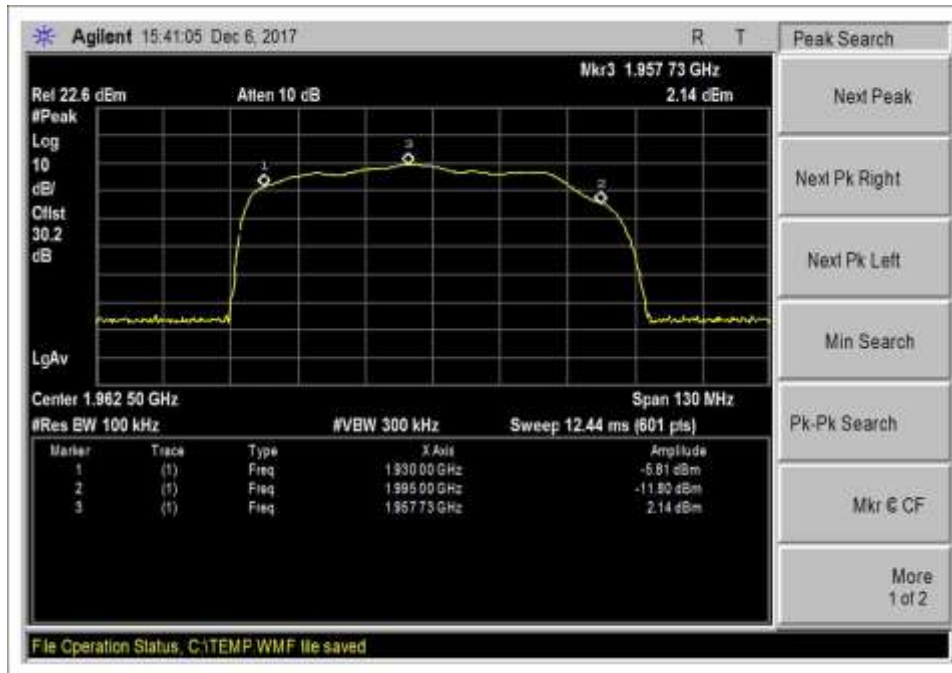 Agilent 15:41:05 Dec 6, 2017 R T
Peak Search
Mkr3 1.957 73 GHz
Ref 22.6 dBm Atten 10 dB 2.14 dBm
#Peak
Log
10
dB/
Offst
30.2
dB
LgAv
1
3
2
Center 1.962 50 GHz Span 130 MHz
#Res BW 100 kHz #VBW 300 kHz Sweep 12.44 ms (601 pts)
Marker Trace Type X Axis Amplitude
1 (1) Freq 1.930 00 GHz -5.81 dBm
2 (1) Freq 1.995 00 GHz -11.80 dBm
3 (1) Freq 1.957 73 GHz 2.14 dBm
File Operation Status, C:\TEMP.WMF file saved
Next Peak
Next Pk Right
Next Pk Left
Min Search
Pk-Pk Search
Mkr @ CF
More
1 of 2